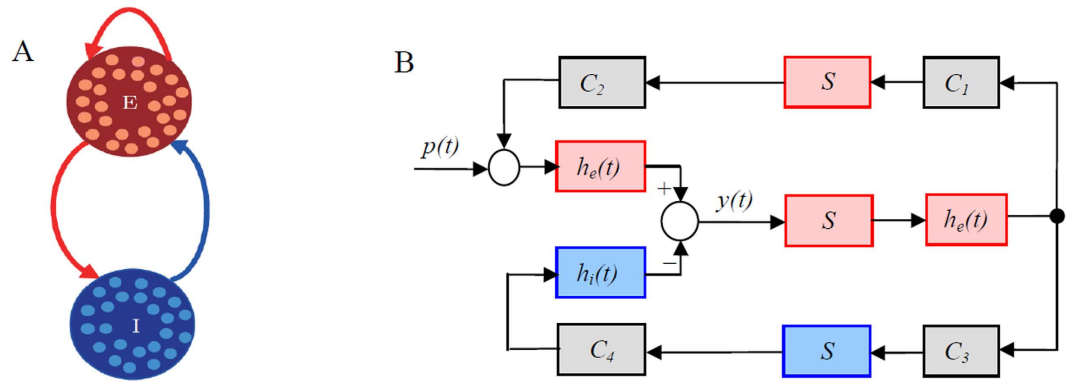 A
E
I
B
C₂
S
C₁
p(t)
hₑ(t)
+
y(t)
S
hₑ(t)
−
hᵢ(t)
C₄
S
C₃